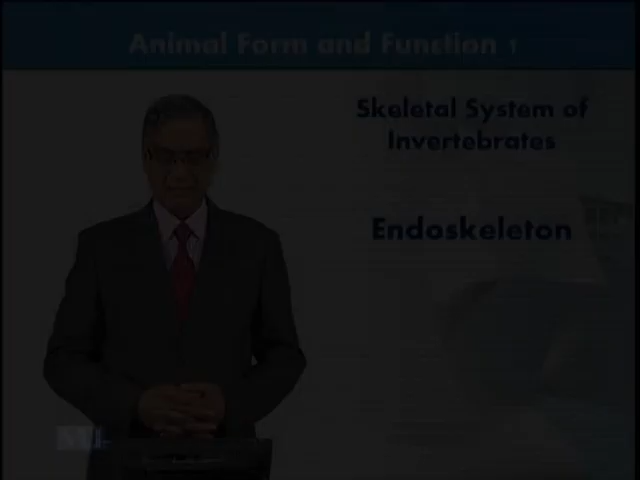 Animal Form and Function 1
Skeletal System of
Invertebrates
Endoskeleton